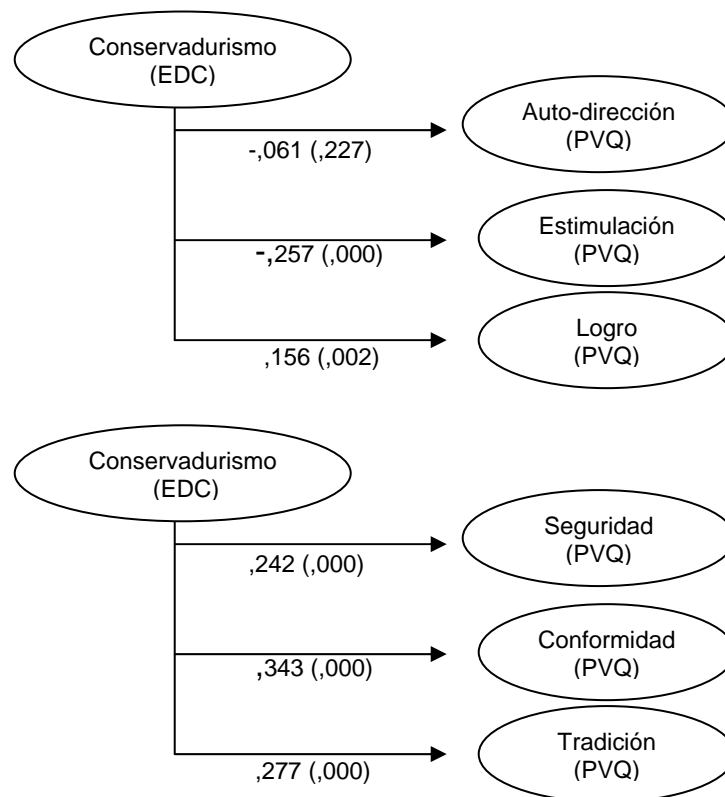 Conservadurismo
(EDC)
Auto-dirección
(PVQ)
-,061 (,227)
Estimulación
(PVQ)
-,257 (,000)
Logro
(PVQ)
,156 (,002)
Conservadurismo
(EDC)
Seguridad
(PVQ)
,242 (,000)
Conformidad
(PVQ)
,343 (,000)
Tradición
(PVQ)
,277 (,000)